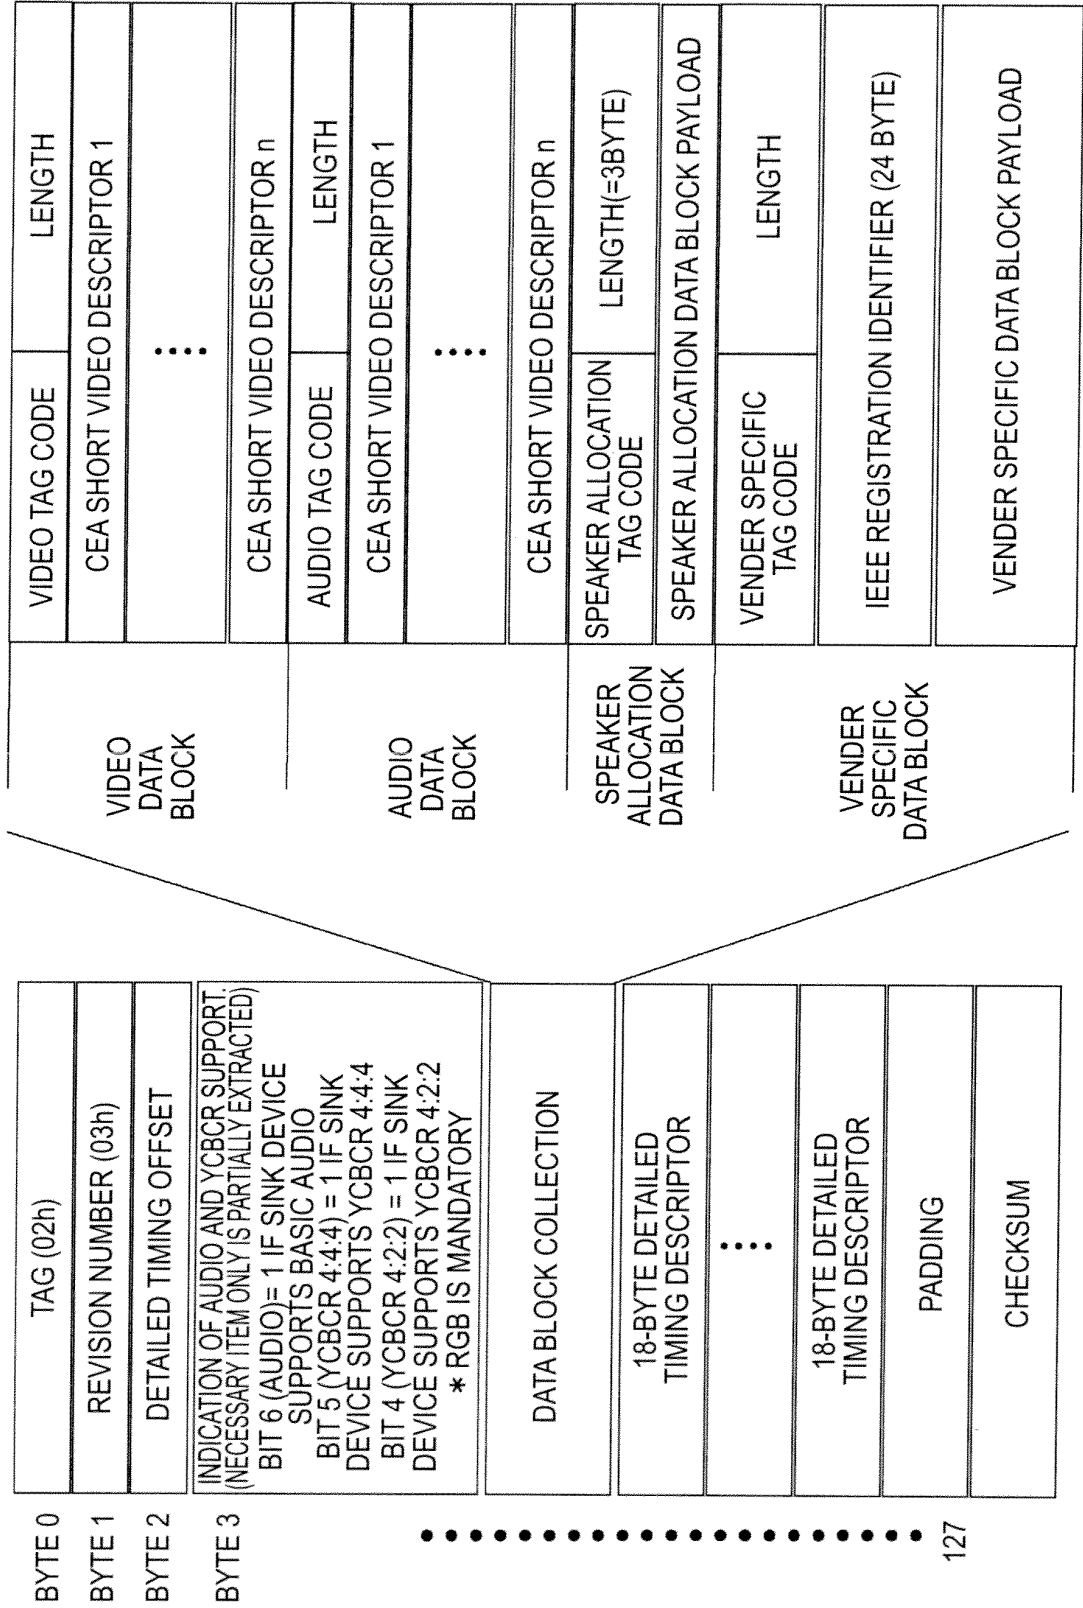 BYTE 0
TAG (02h)
BYTE 1
REVISION NUMBER (03h)
BYTE 2
DETAILED TIMING OFFSET
BYTE 3
INDICATION OF AUDIO AND YCBCR SUPPORT.
(NECESSARY ITEM ONLY IS PARTIALLY EXTRACTED)
BIT 6 (AUDIO)= 1 IF SINK DEVICE
SUPPORTS BASIC AUDIO
BIT 5 (YCBCR 4:4:4) = 1 IF SINK
DEVICE SUPPORTS YCBCR 4:4:4
BIT 4 (YCBCR 4:2:2) = 1 IF SINK
DEVICE SUPPORTS YCBCR 4:2:2
* RGB IS MANDATORY
DATA BLOCK COLLECTION
18-BYTE DETAILED
TIMING DESCRIPTOR
18-BYTE DETAILED
TIMING DESCRIPTOR
PADDING
127
CHECKSUM
VIDEO
DATA
BLOCK
VIDEO TAG CODE
LENGTH
CEA SHORT VIDEO DESCRIPTOR 1
CEA SHORT VIDEO DESCRIPTOR n
AUDIO
DATA
BLOCK
AUDIO TAG CODE
LENGTH
CEA SHORT VIDEO DESCRIPTOR 1
CEA SHORT VIDEO DESCRIPTOR n
SPEAKER
ALLOCATION
DATA BLOCK
SPEAKER ALLOCATION
TAG CODE
LENGTH(=3BYTE)
SPEAKER ALLOCATION DATA BLOCK PAYLOAD
VENDER
SPECIFIC
DATA BLOCK
VENDER SPECIFIC
TAG CODE
LENGTH
IEEE REGISTRATION IDENTIFIER (24 BYTE)
VENDER SPECIFIC DATA BLOCK PAYLOAD